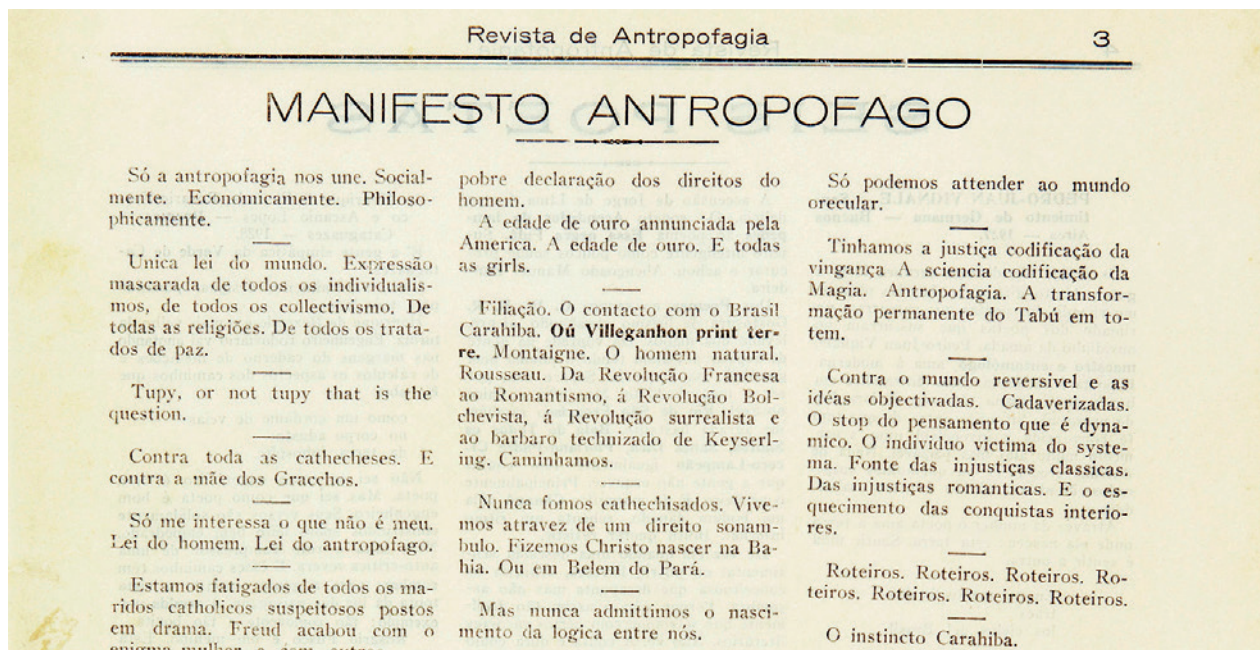 Revista de Antropofagia
3
MANIFESTO ANTROPOFAGO
Só a antropofagia nos une. Social-
mente. Economicamente. Philoso-
phicamente.
Unica lei do mundo. Expressão
mascarada de todos os individualis-
mos, de todos os collectivismo. De
todas as religiões. De todos os trata-
dos de paz.
Tupy, or not tupy that is the
question.
Contra toda as cathecheses. E
contra a mãe dos Gracchos.
Só me interessa o que não é meu.
Lei do homem. Lei do antropofago.
Estamos fatigados de todos os ma-
ridos catholicos suspeitosos postos
em drama. Freud acabou com o
enigma mulher e com outros
pobre declaração dos direitos do
homem.
A edade de ouro annunciada pela
America. A edade de ouro. E todas
as girls.
Filiação. O contacto com o Brasil
Carahiba. Oú Villeganhon print ter-
re. Montaigne. O homem natural.
Rousseau. Da Revolução Francesa
ao Romantismo, á Revolução Bol-
chevista, á Revolução surrealista e
ao barbaro technizado de Keyserl-
ing. Caminhamos.
Nunca fomos cathechisados. Vive-
mos atravez de um direito sonam-
bulo. Fizemos Christo nascer na Ba-
hia. Ou em Belem do Pará.
Mas nunca admittimos o nasci-
mento da logica entre nós.
Só podemos attender ao mundo
orecular.
Tinhamos a justiça codificação da
vingança A sciencia codificação da
Magia. Antropofagia. A transfor-
mação permanente do Tabú em to-
tem.
Contra o mundo reversivel e as
idéas objectivadas. Cadaverizadas.
O stop do pensamento que é dyna-
mico. O individuo victima do syste-
ma. Fonte das injustiças classicas.
Das injustiças romanticas. E o es-
quecimento das conquistas interio-
res.
Roteiros. Roteiros. Roteiros. Ro-
teiros. Roteiros. Roteiros. Roteiros.
O instincto Carahiba.